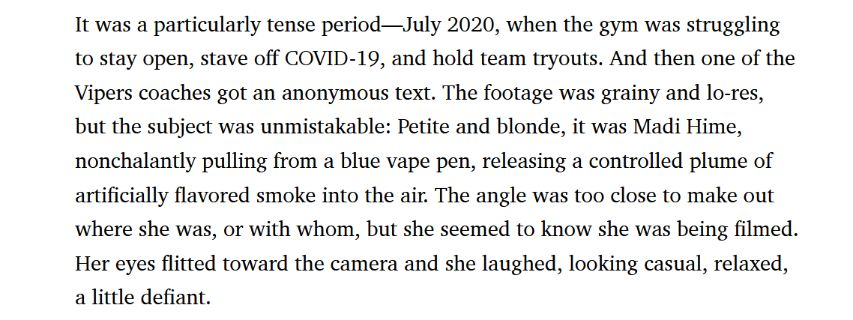 It was a particularly tense period—July 2020, when the gym was struggling
to stay open, stave off COVID-19, and hold team tryouts. And then one of the
Vipers coaches got an anonymous text. The footage was grainy and lo-res,
but the subject was unmistakable: Petite and blonde, it was Madi Hime,
nonchalantly pulling from a blue vape pen, releasing a controlled plume of
artificially flavored smoke into the air. The angle was too close to make out
where she was, or with whom, but she seemed to know she was being filmed.
Her eyes flitted toward the camera and she laughed, looking casual, relaxed,
a little defiant.